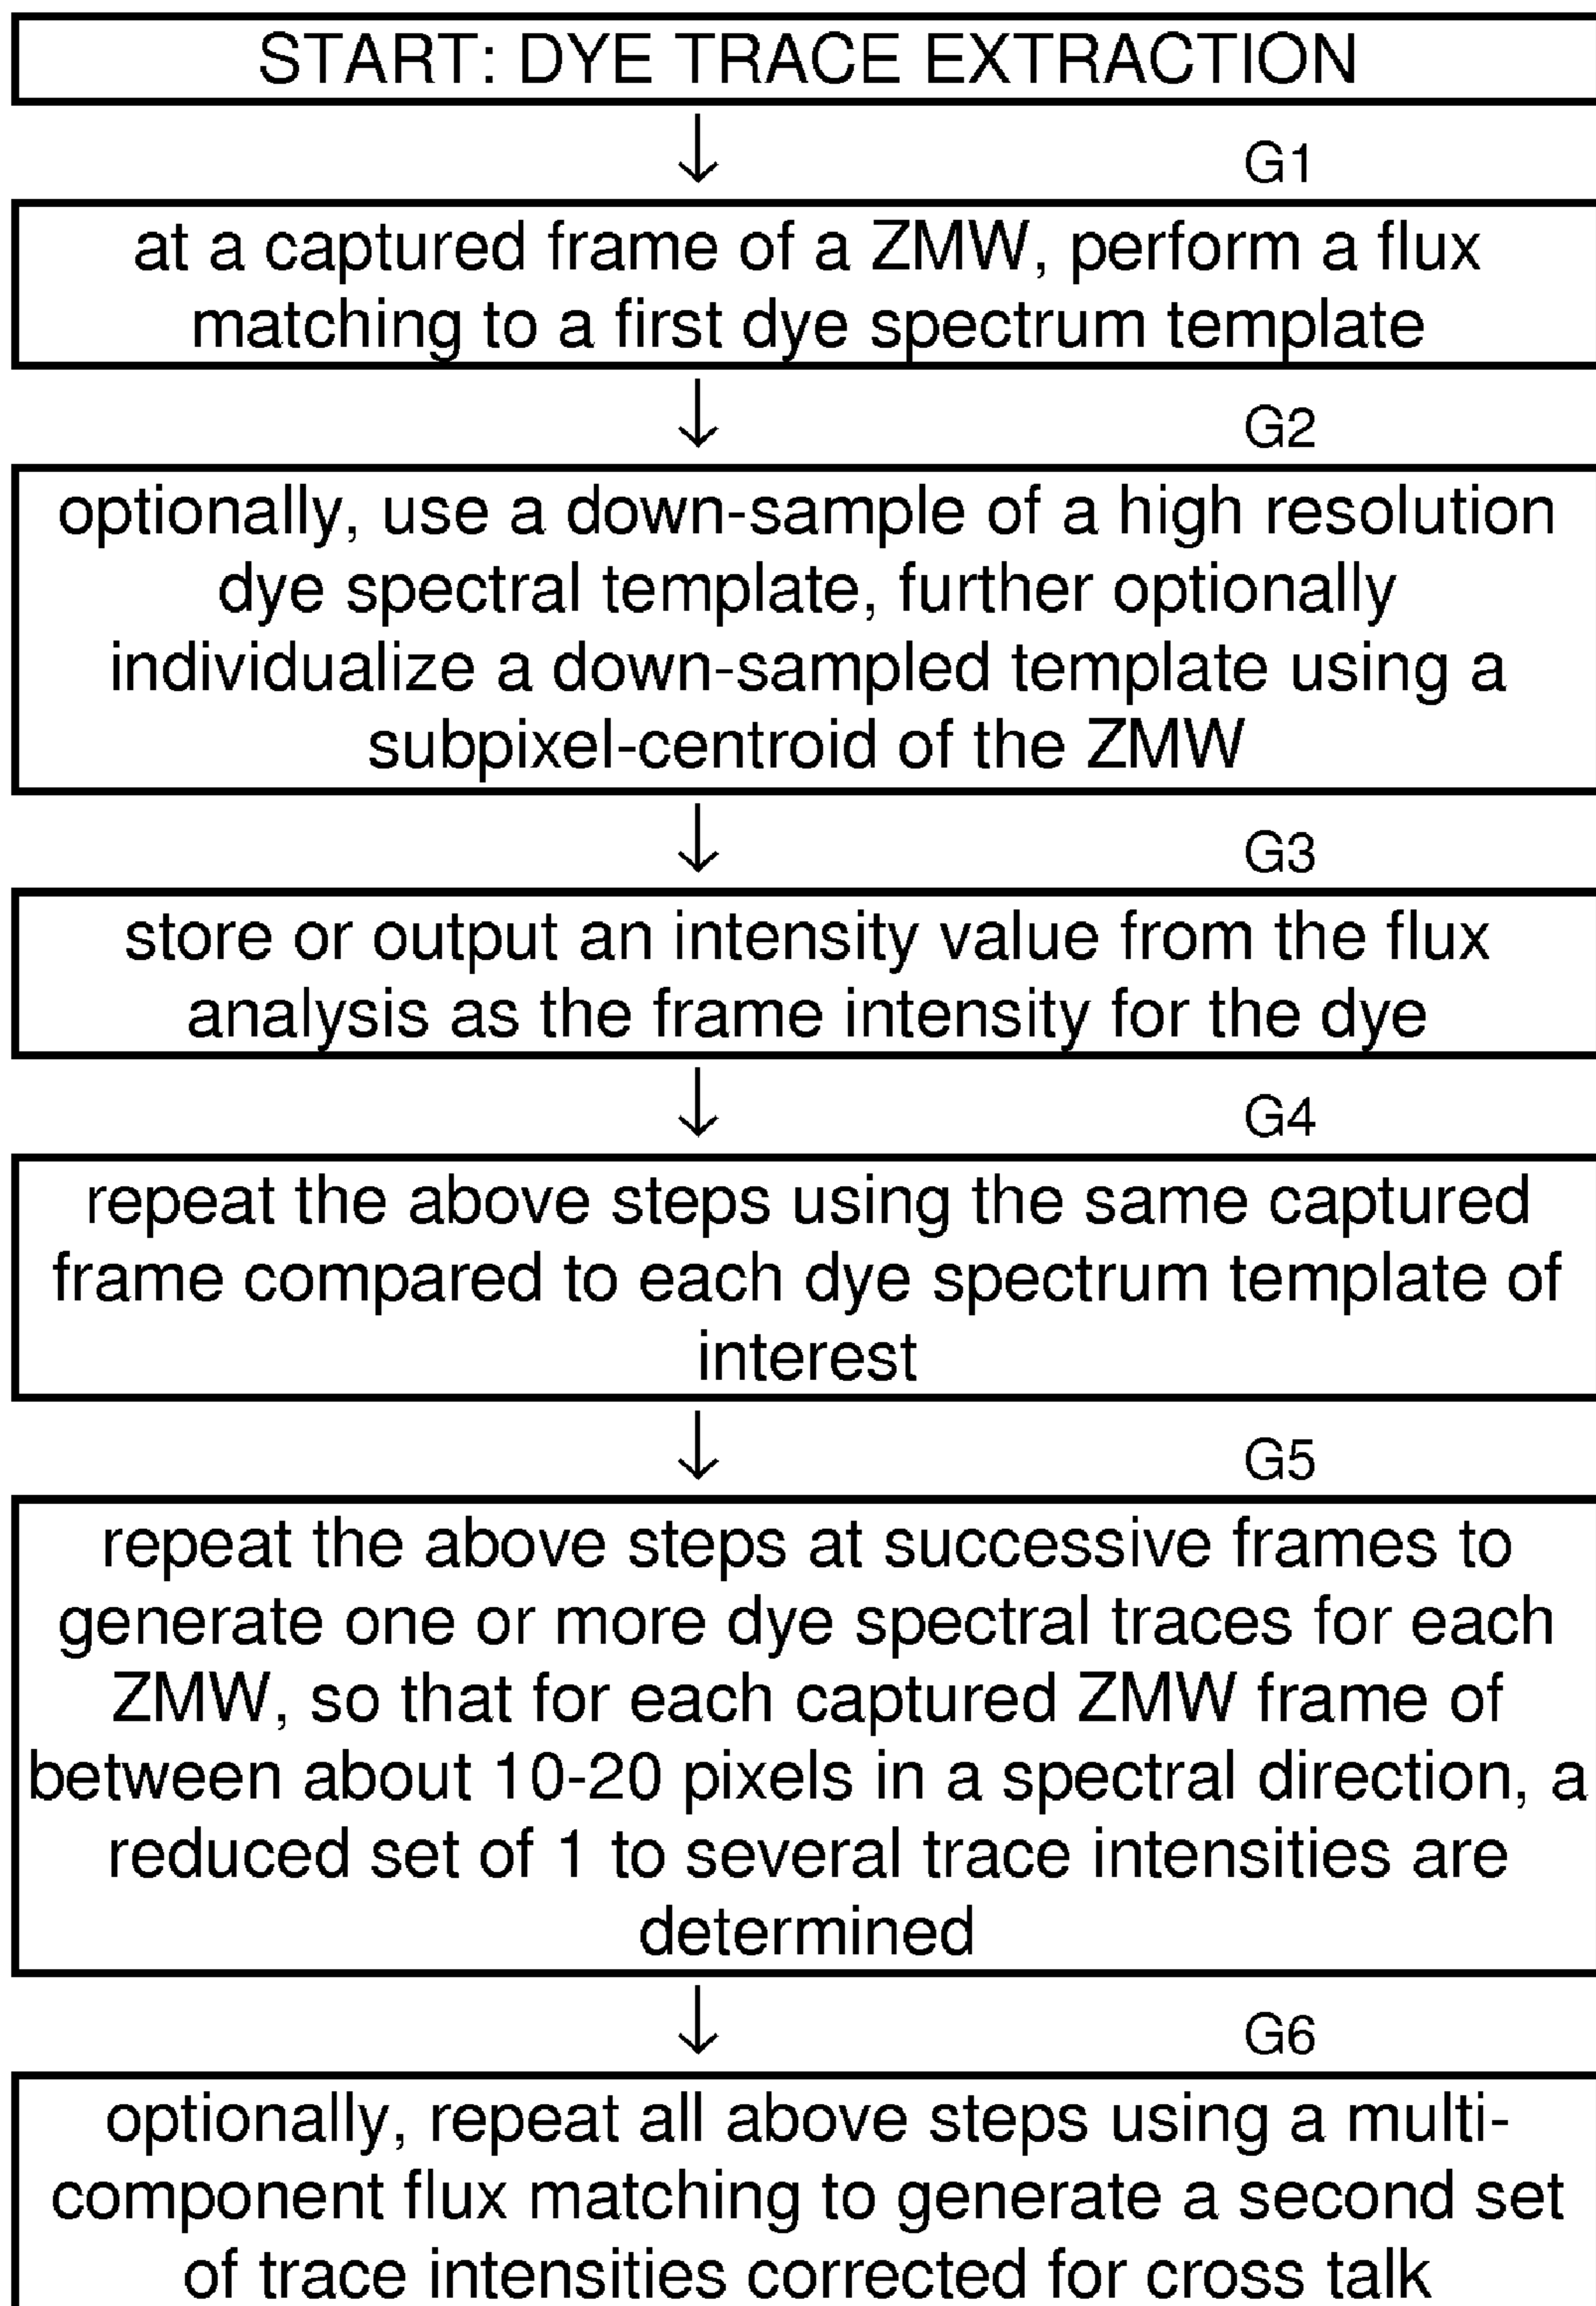 START: DYE TRACE EXTRACTION
↓ G1
at a captured frame of a ZMW, perform a flux
matching to a first dye spectrum template
↓ G2
optionally, use a down-sample of a high resolution
dye spectral template, further optionally
individualize a down-sampled template using a
subpixel-centroid of the ZMW
↓ G3
store or output an intensity value from the flux
analysis as the frame intensity for the dye
↓ G4
repeat the above steps using the same captured
frame compared to each dye spectrum template of
interest
↓ G5
repeat the above steps at successive frames to
generate one or more dye spectral traces for each
ZMW, so that for each captured ZMW frame of
between about 10-20 pixels in a spectral direction, a
reduced set of 1 to several trace intensities are
determined
↓ G6
optionally, repeat all above steps using a multi-
component flux matching to generate a second set
of trace intensities corrected for cross talk